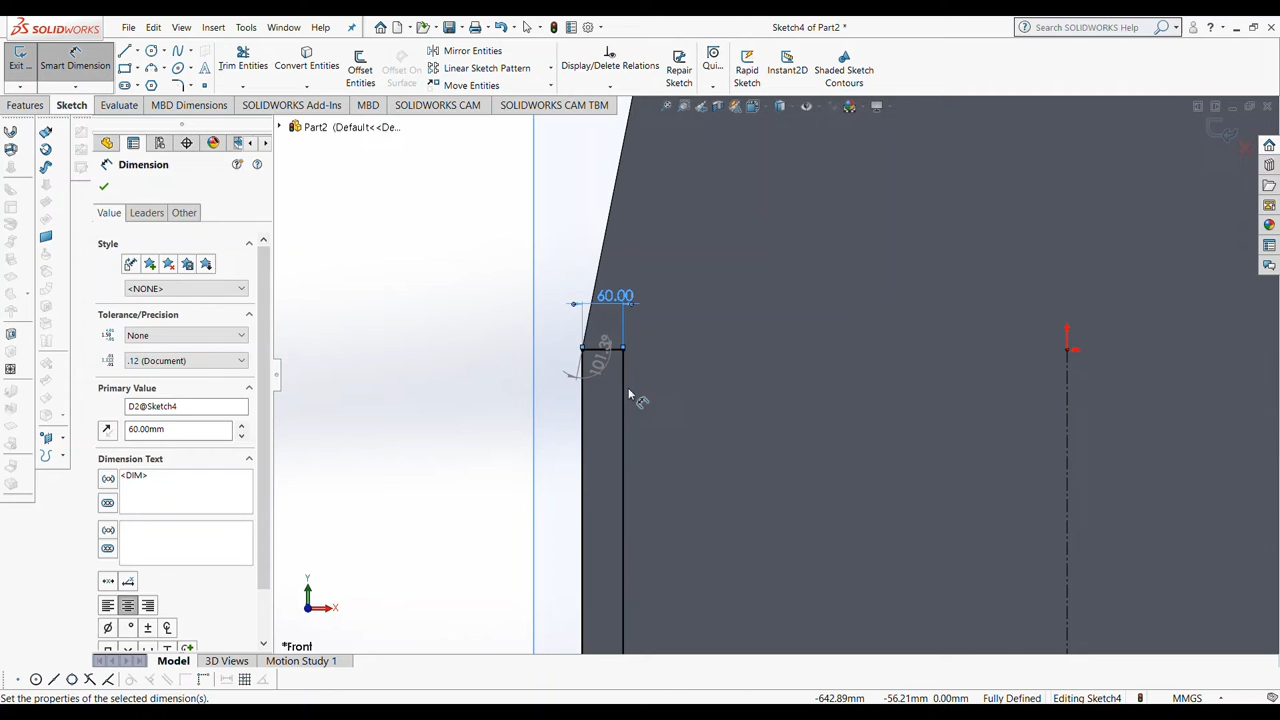 SOLIDWORKS File Edit View Insert Tools Window Help Sketch4 of Part2 * Search SOLIDWORKS Help
Exit ... Smart Dimension Trim Entities Convert Entities Offset Entities Offset On Surface Mirror Entities Linear Sketch Pattern Move Entities Display/Delete Relations Repair Sketch Qui... Rapid Sketch Instant2D Shaded Sketch Contours
Features Sketch Evaluate MBD Dimensions SOLIDWORKS Add-Ins MBD SOLIDWORKS CAM SOLIDWORKS CAM TBM
Part2 (Default<<De...
Dimension
Value Leaders Other
Style
<NONE>
Tolerance/Precision
None
.12 (Document)
Primary Value
D2@Sketch4
60.00mm
Dimension Text
<DIM>
60.00
101.39
Y
X
*Front
Model 3D Views Motion Study 1
Set the properties of the selected dimension(s). -642.89mm -56.21mm 0.00mm Fully Defined Editing Sketch4 MMGS